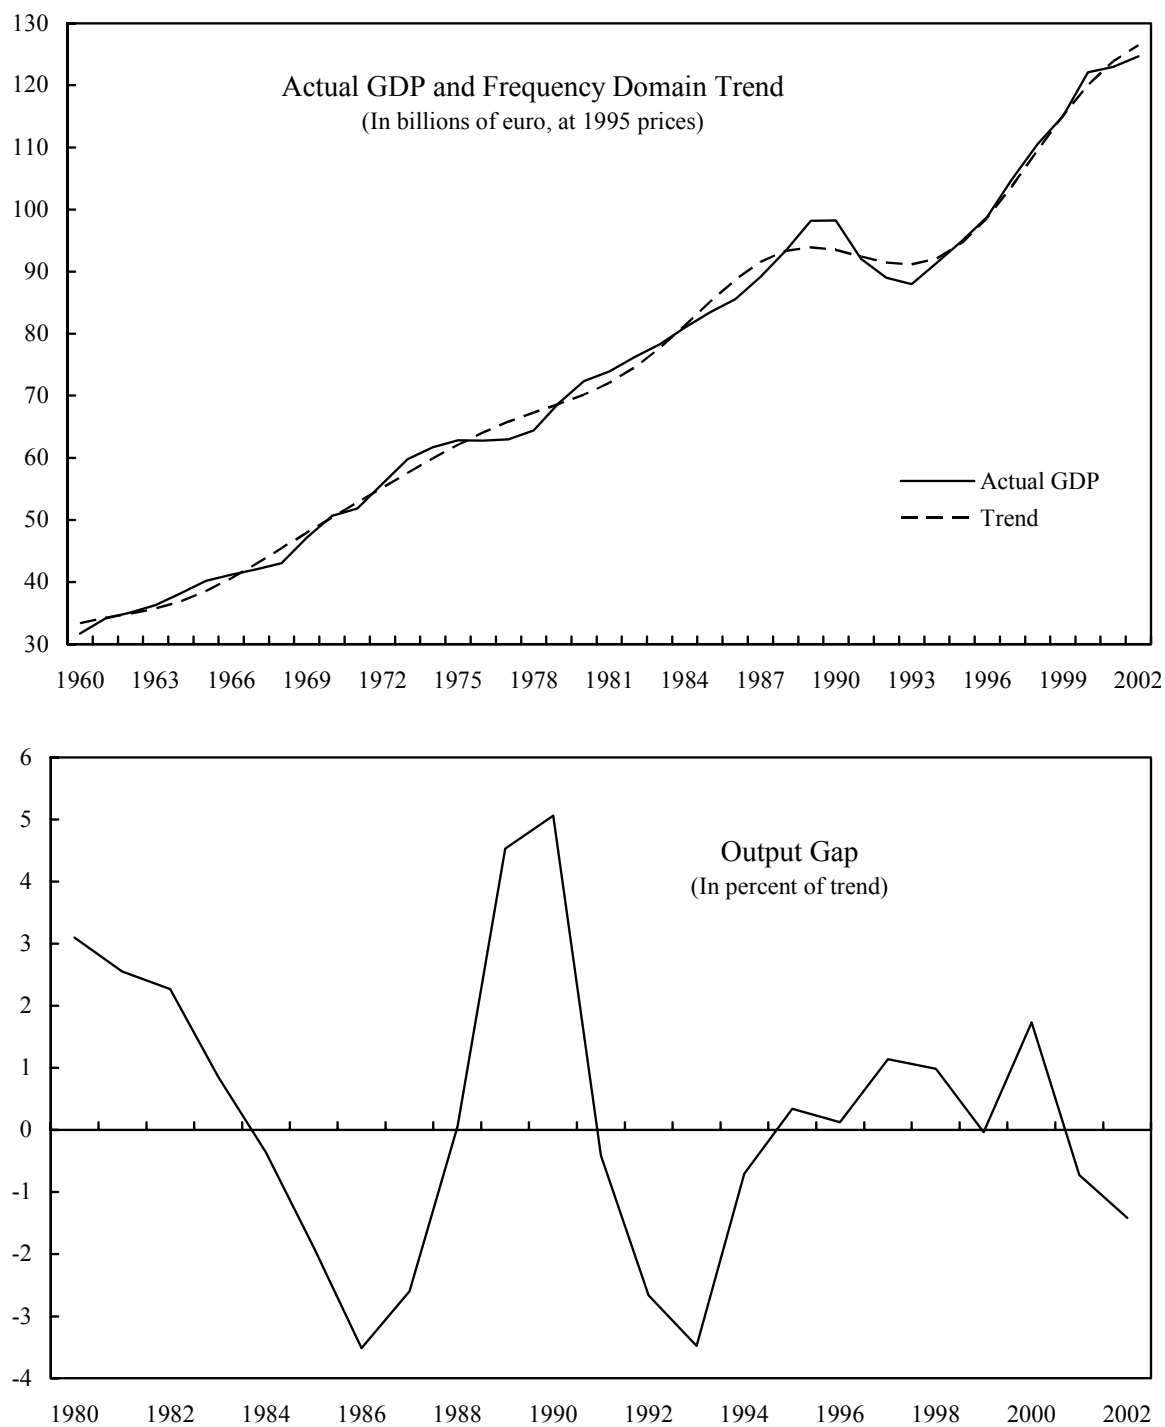 130
Actual GDP and Frequency Domain Trend
120
(In billions of euro, at 1995 prices)
110
100
90
80
70
60
Actual GDP
50
Trend
40
30
1960 1963 1966 1969 1972 1975 1978 1981 1984 1987 1990 1993 1996 1999 2002
6
5
Output Gap
(In percent of trend)
4
3
2
1
0
-1
-2
-3
-4
1980 1982 1984 1986 1988 1990 1992 1994 1996 1998 2000 2002